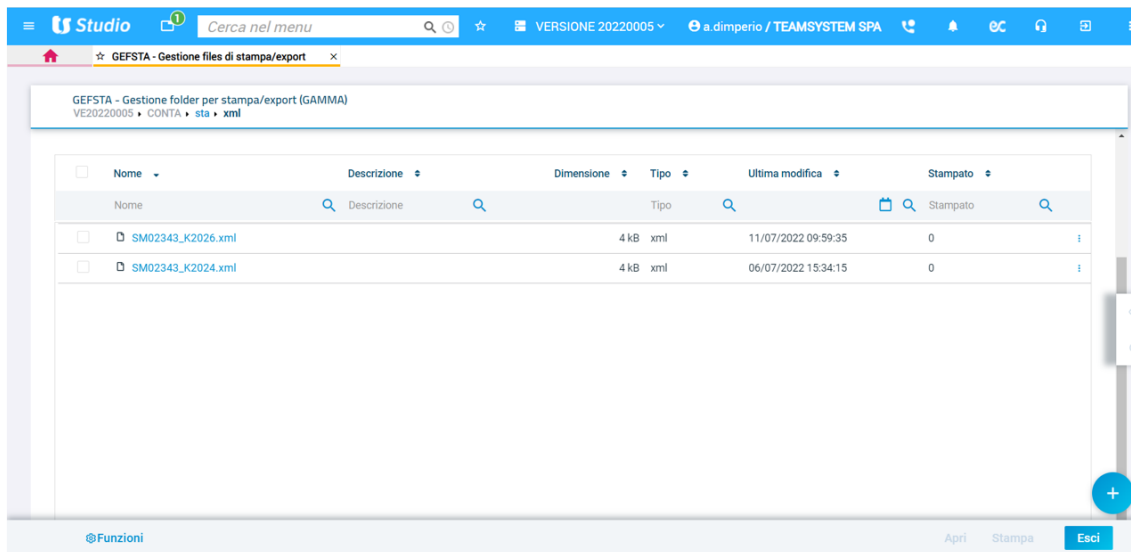 Studio 1 Cerca nel menu VERSIONE 20220005 a.dimperio / TEAMSYSTEM SPA ec
GEFSTA - Gestione files di stampa/export ×
GEFSTA - Gestione folder per stampa/export (GAMMA)
VE20220005 CONTA sta xml
Nome Descrizione Dimensione Tipo Ultima modifica Stampato
Nome Descrizione Tipo Stampato
SM02343_K2026.xml 4 kB xml 11/07/2022 09:59:35 0
SM02343_K2024.xml 4 kB xml 06/07/2022 15:34:15 0
+
Funzioni Apri Stampa Esci